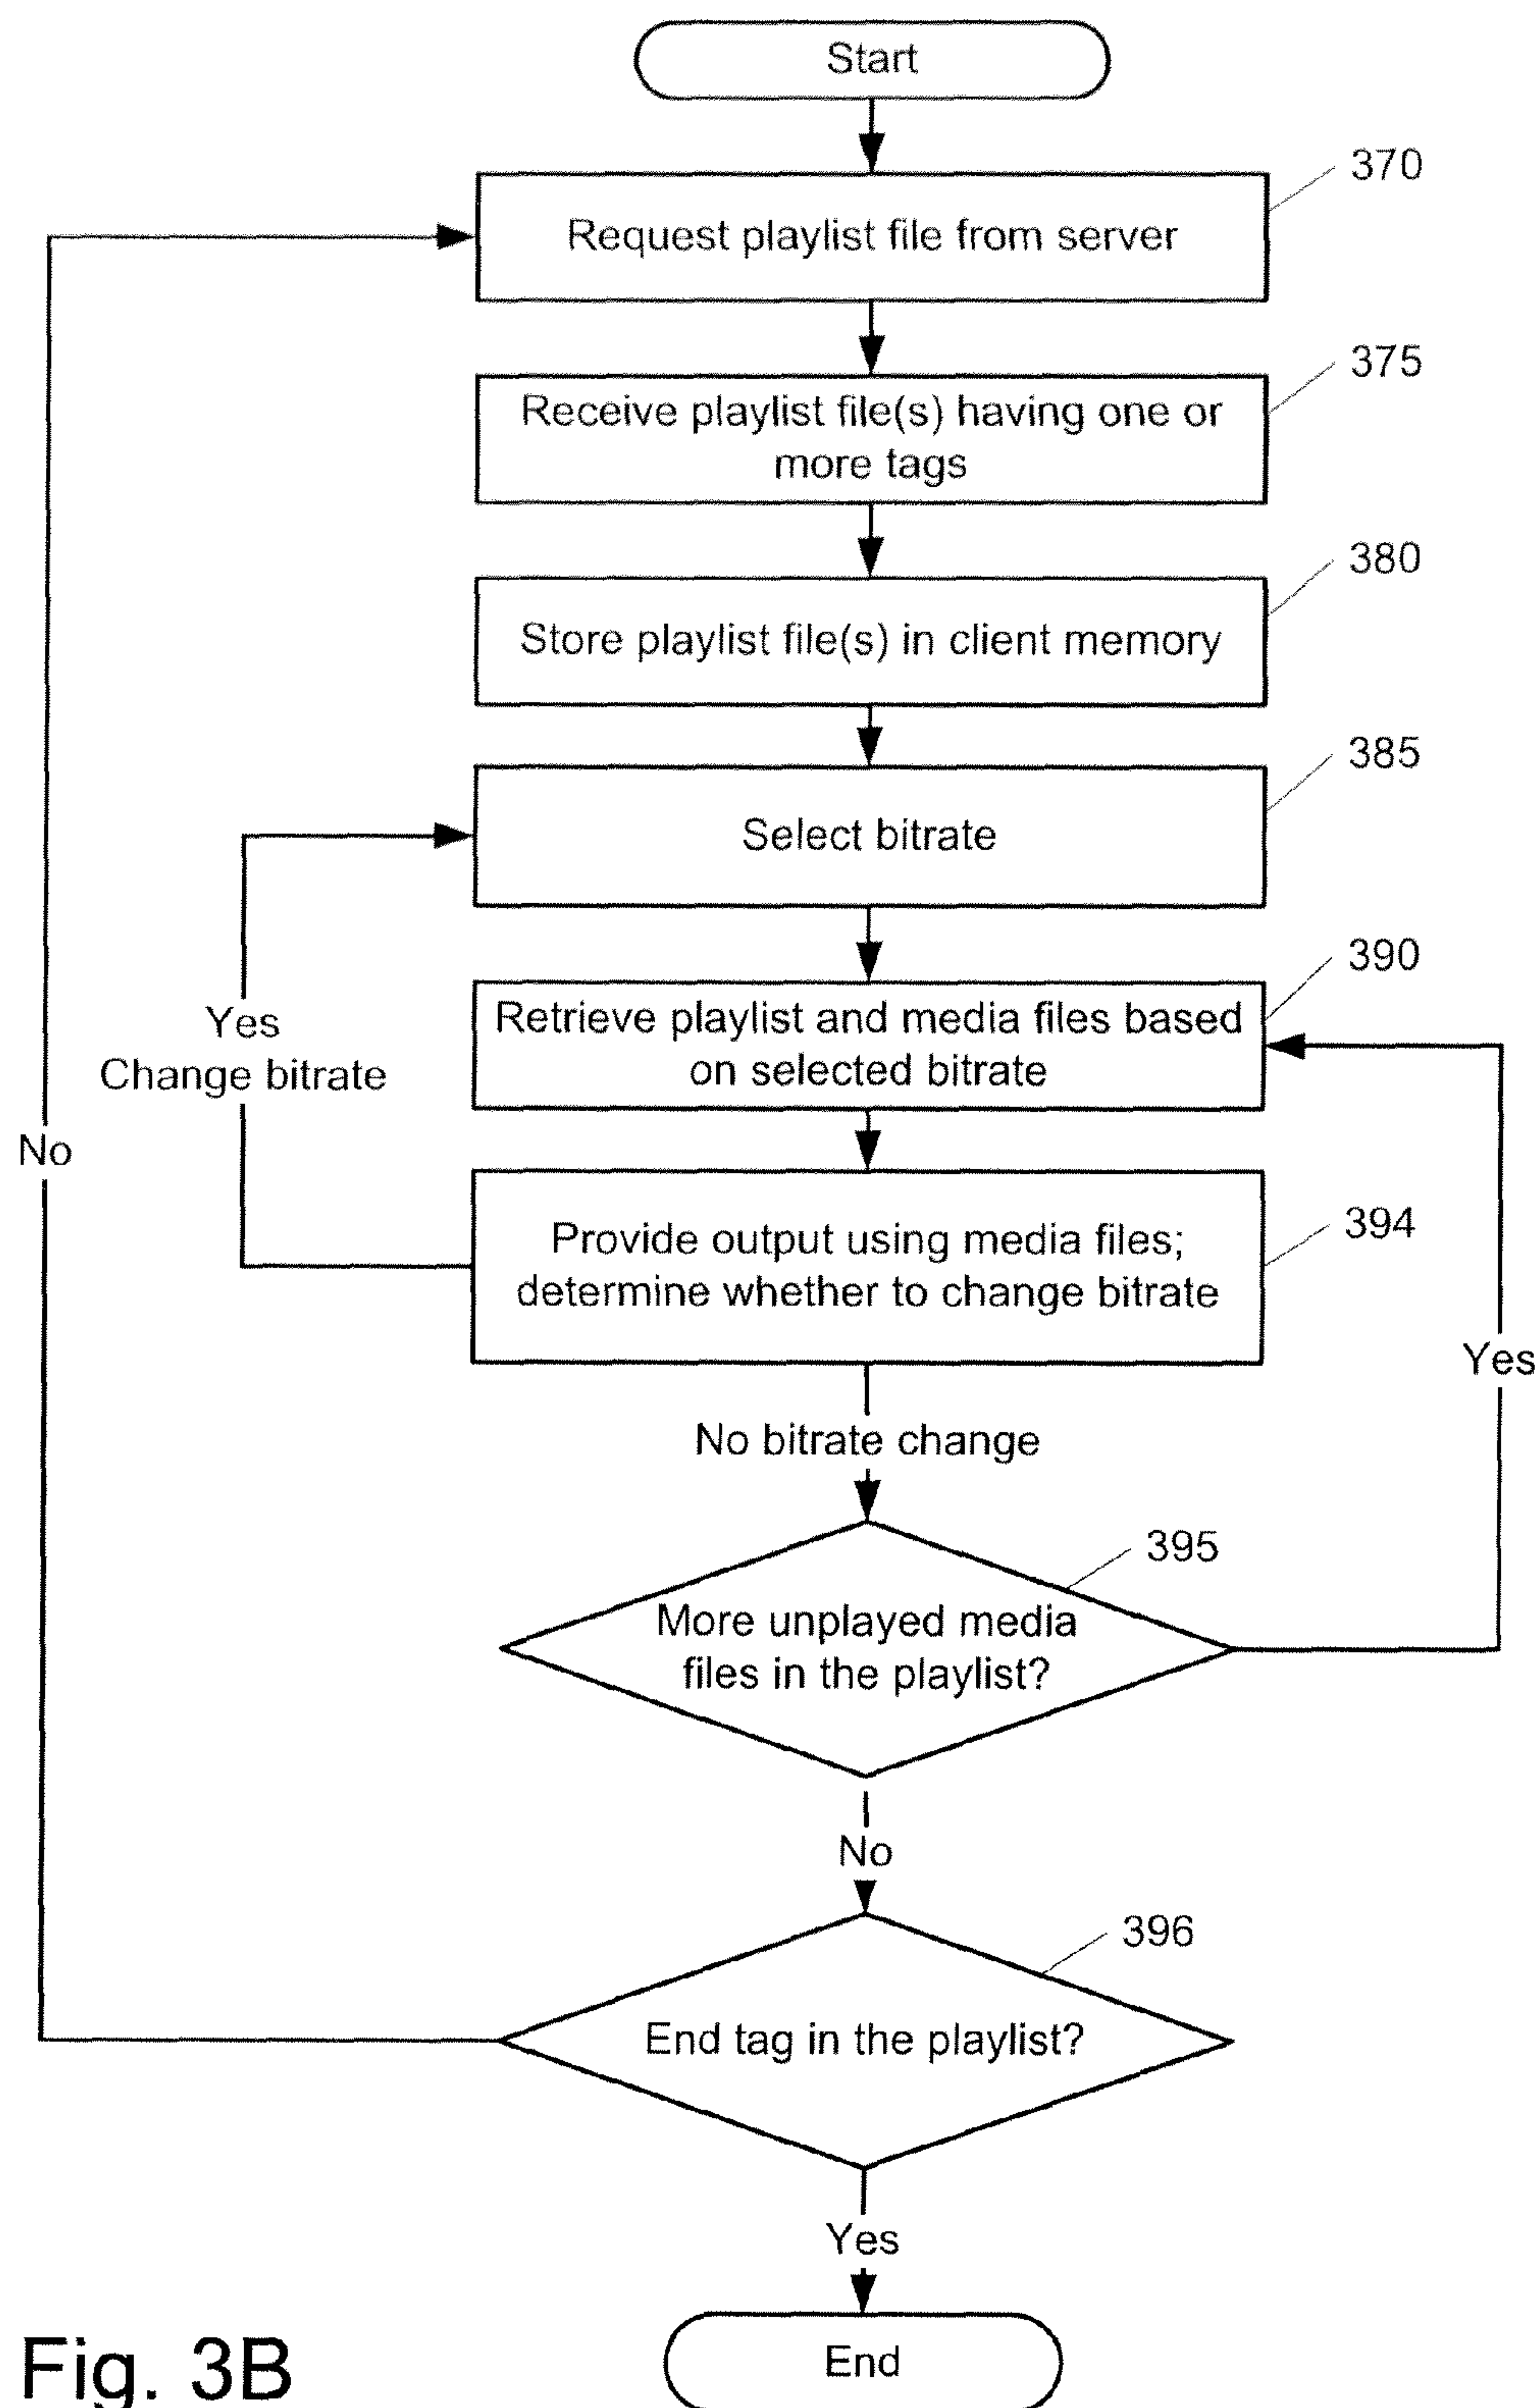 Start
370
Request playlist file from server
375
Receive playlist file(s) having one or
more tags
380
Store playlist file(s) in client memory
385
Select bitrate
390
Retrieve playlist and media files based
on selected bitrate
Yes
Change bitrate
No
394
Provide output using media files;
determine whether to change bitrate
Yes
No bitrate change
395
More unplayed media
files in the playlist?
No
396
End tag in the playlist?
Yes
End
Fig. 3B